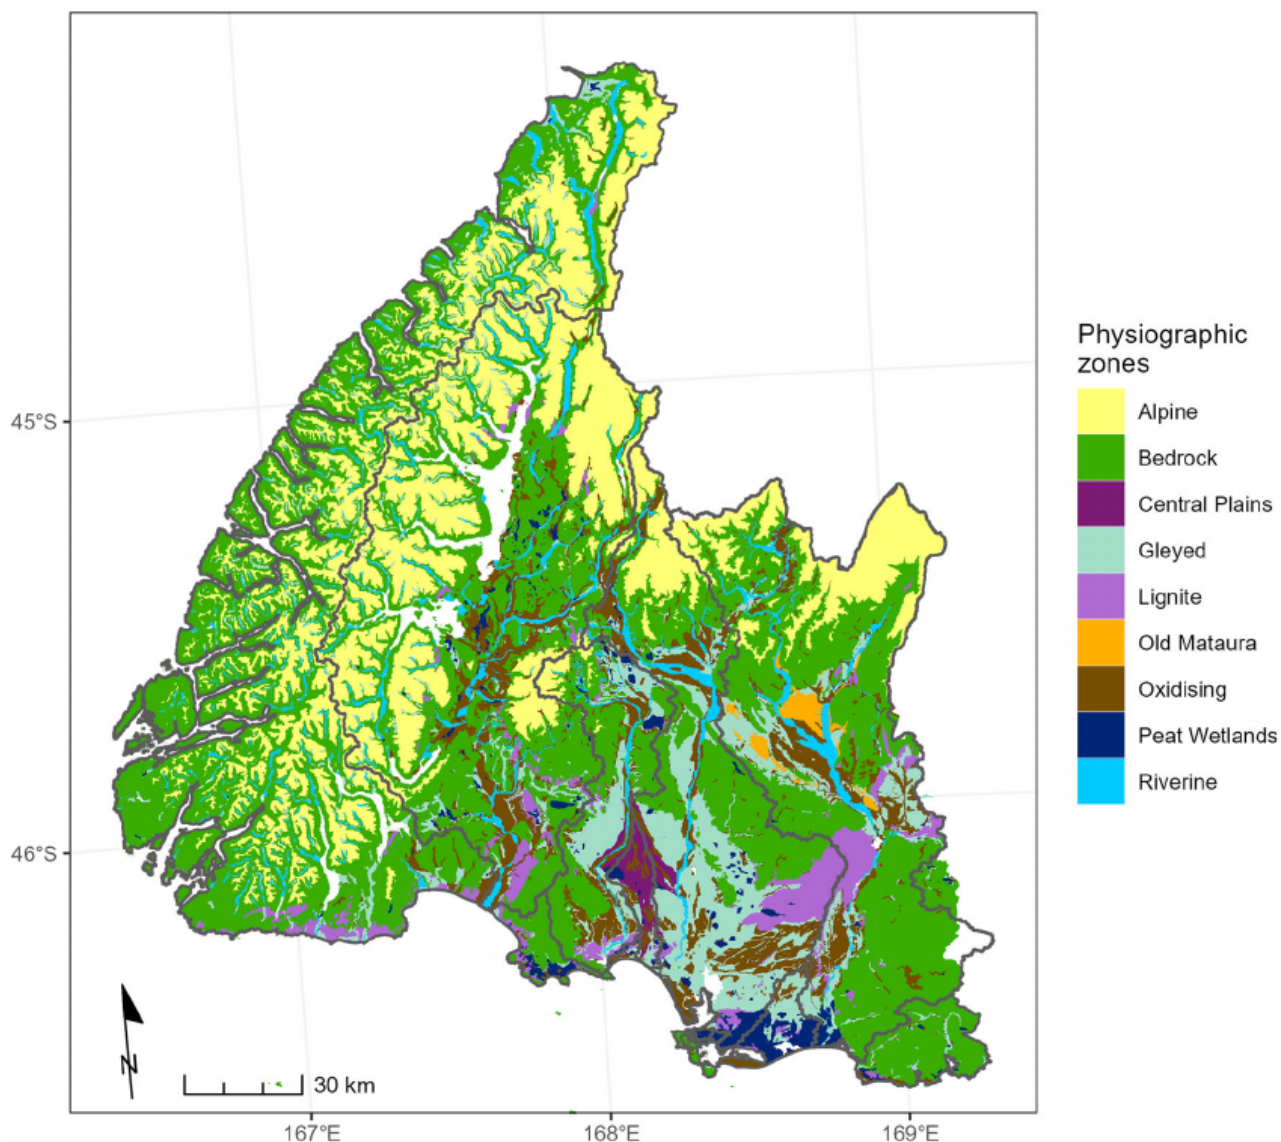 45°S
46°S
N
30 km
167°E
168°E
169°E
Physiographic
zones
Alpine
Bedrock
Central Plains
Gleyed
Lignite
Old Mataura
Oxidising
Peat Wetlands
Riverine